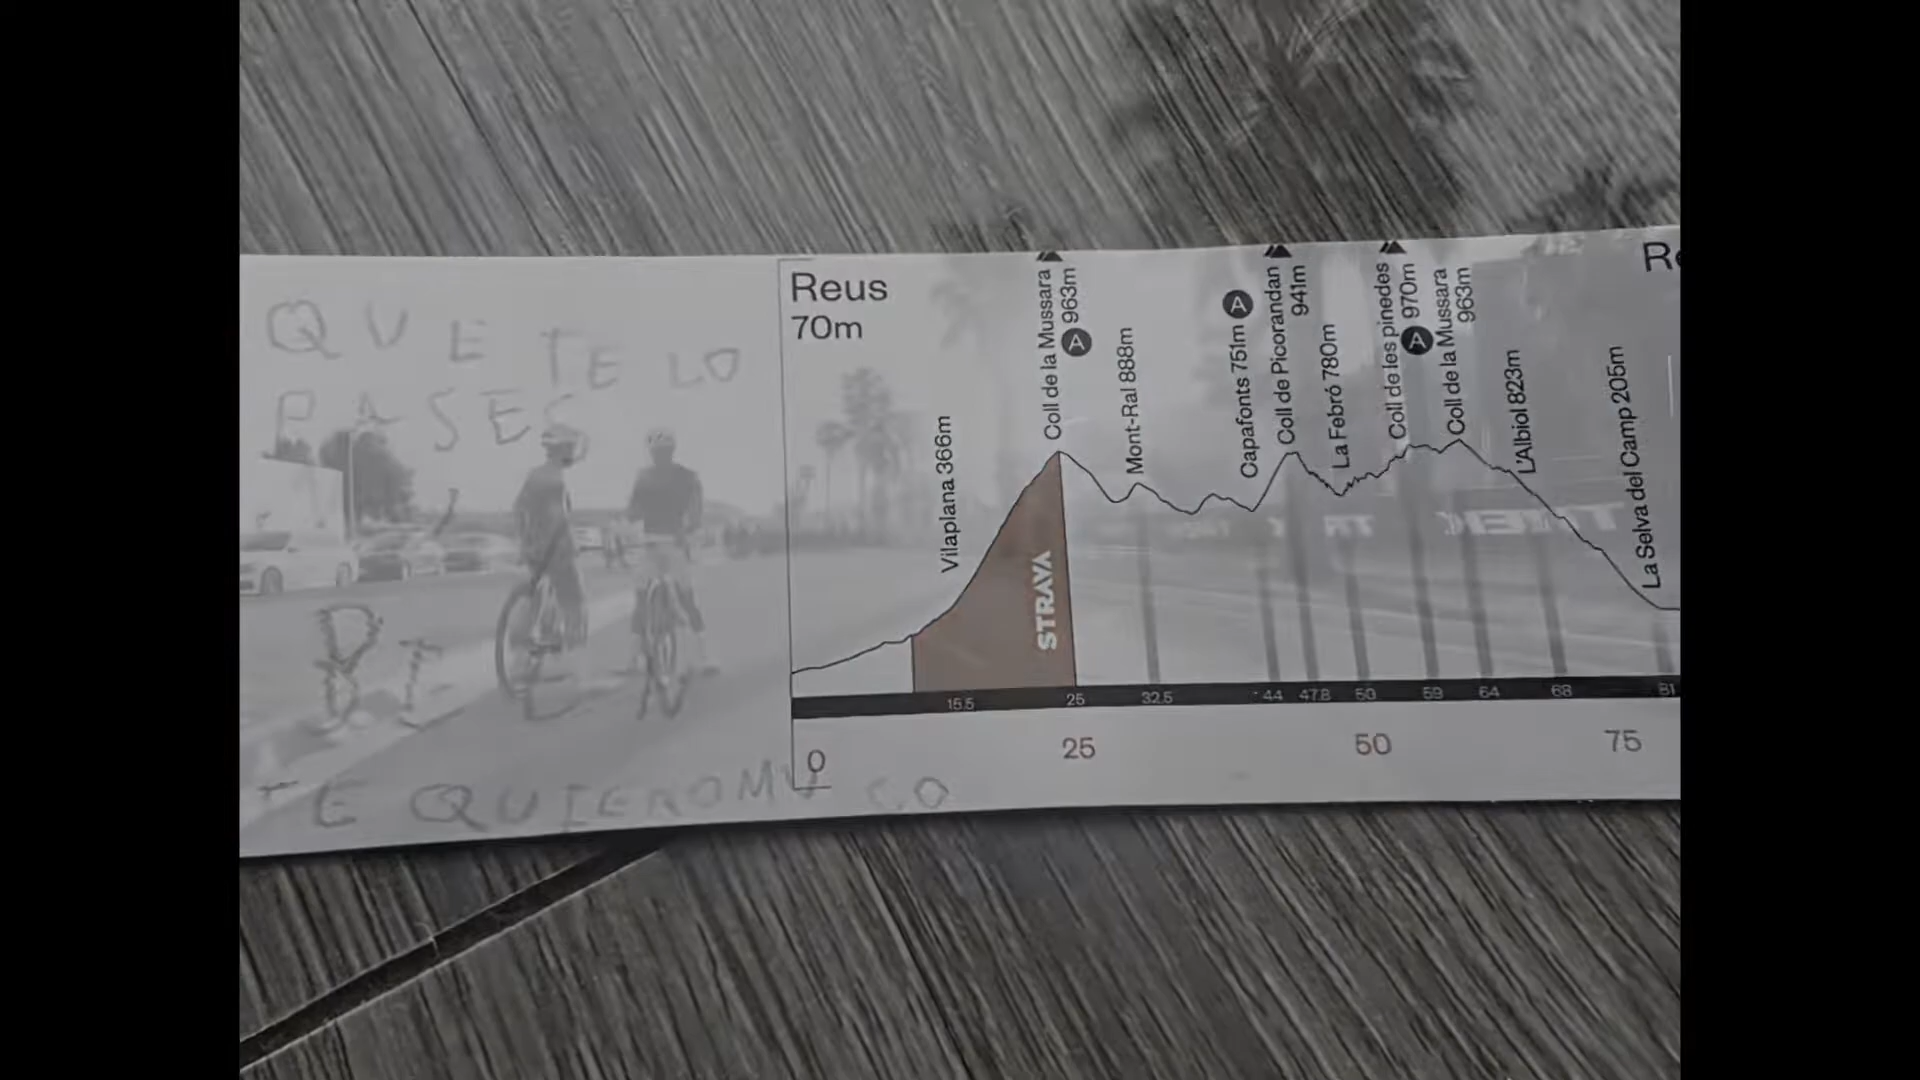 QUE TE LO
PASES
BIEN
TE QUIERO MUCO
Reus
70m
Vilaplana 366m
Coll de la Mussara
963m
A
Mont-Ral 888m
Capafonts 751m
A
Coll de Picorandan
941m
La Febró 780m
Coll de les pinedes
970m
A
Coll de la Mussara
963m
L'Albiol 823m
La Selva del Camp 205m
STRAVA
15.5 25 32.5 44 47.8 50 59 64 68 81
0 25 50 75